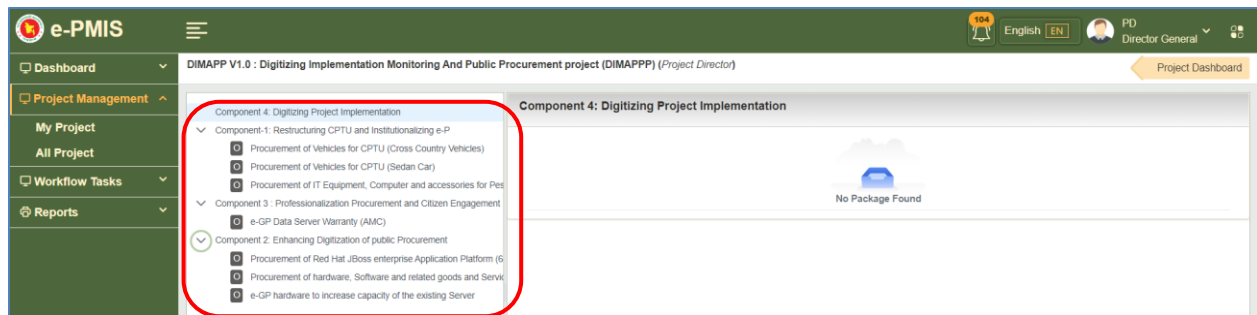 e-PMIS
104
English EN
PD
Director General
Dashboard
Project Management
My Project
All Project
Workflow Tasks
Reports
DIMAPP V1.0 : Digitizing Implementation Monitoring And Public Procurement project (DIMAPPP) (Project Director)
Project Dashboard
Component 4: Digitizing Project Implementation
Component-1: Restructuring CPTU and Institutionalizing e-P
O Procurement of Vehicles for CPTU (Cross Country Vehicles)
O Procurement of Vehicles for CPTU (Sedan Car)
O Procurement of IT Equipment, Computer and accessories for Pes
Component 3 : Professionalization Procurement and Citizen Engagement
O e-GP Data Server Warranty (AMC)
Component 2: Enhancing Digitization of public Procurement
O Procurement of Red Hat JBoss enterprise Application Platform (6
O Procurement of hardware, Software and related goods and Servic
O e-GP hardware to increase capacity of the existing Server
Component 4: Digitizing Project Implementation
No Package Found